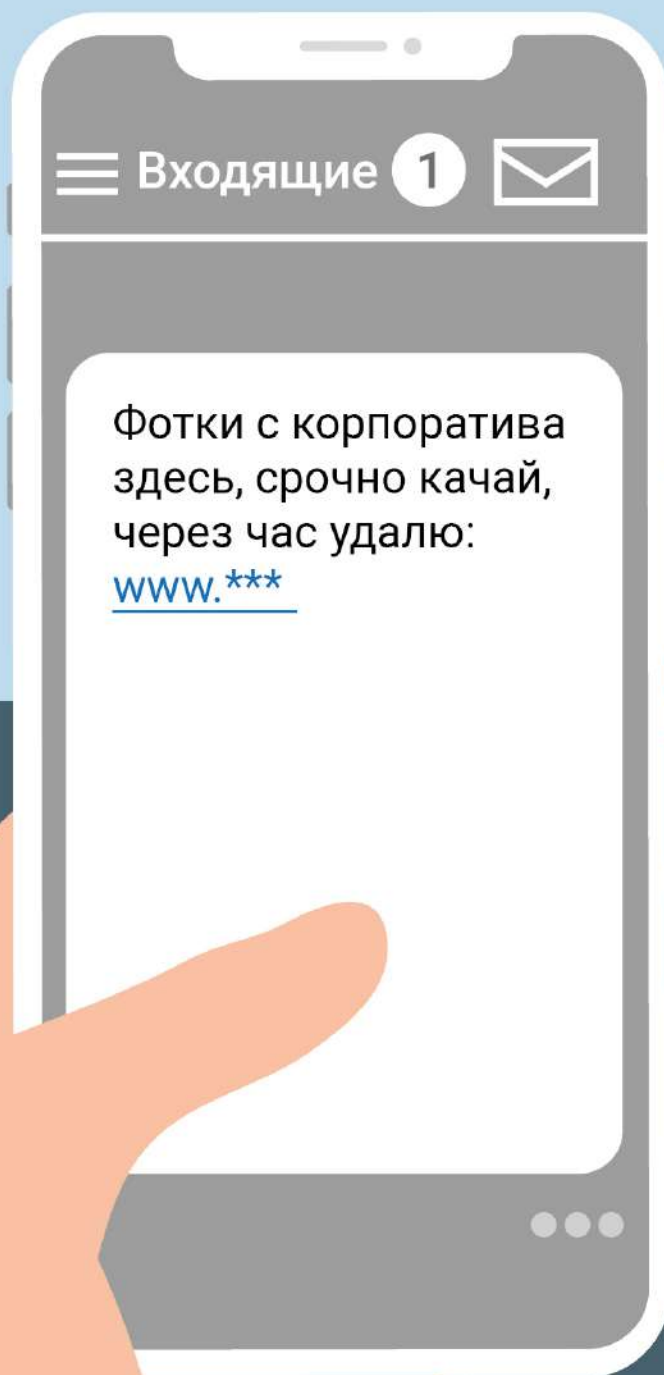 Входящие 1
Фотки с корпоратива
здесь, срочно качай,
через час удалю:
www.***